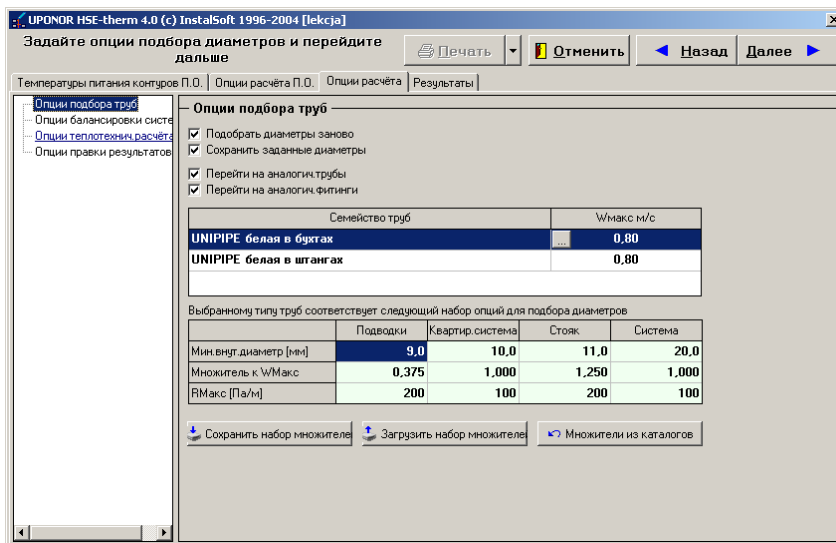 UPONOR HSE-therm 4.0 (c) InstalSoft 1996-2004 [lekcja]
Задайте опции подбора диаметров и перейдите
дальше
Печать
Отменить
Назад
Далее
Температуры питания контуров П.О.
Опции расчёта П.О.
Опции расчёта
Результаты
Опции подбора труб
Опции балансировки систе
Опции теплотехнич.расчёта
Опции правки результатов
Опции подбора труб
Подобрать диаметры заново
Сохранить заданные диаметры
Перейти на аналогич.трубы
Перейти на аналогич.фитинги
Семейство труб Wмакс м/с
UNIPIPE белая в бухтах ... 0,80
UNIPIPE белая в штангах 0,80
Выбранному типу труб соответствует следующий набор опций для подбора диаметров
Подводки Квартир.система Стояк Система
Мин.внут.диаметр [мм] 9,0 10,0 11,0 20,0
Множитель к WМакс 0,375 1,000 1,250 1,000
RМакс [Па/м] 200 100 200 100
Сохранить набор множителе
Загрузить набор множителей
Множители из каталогов